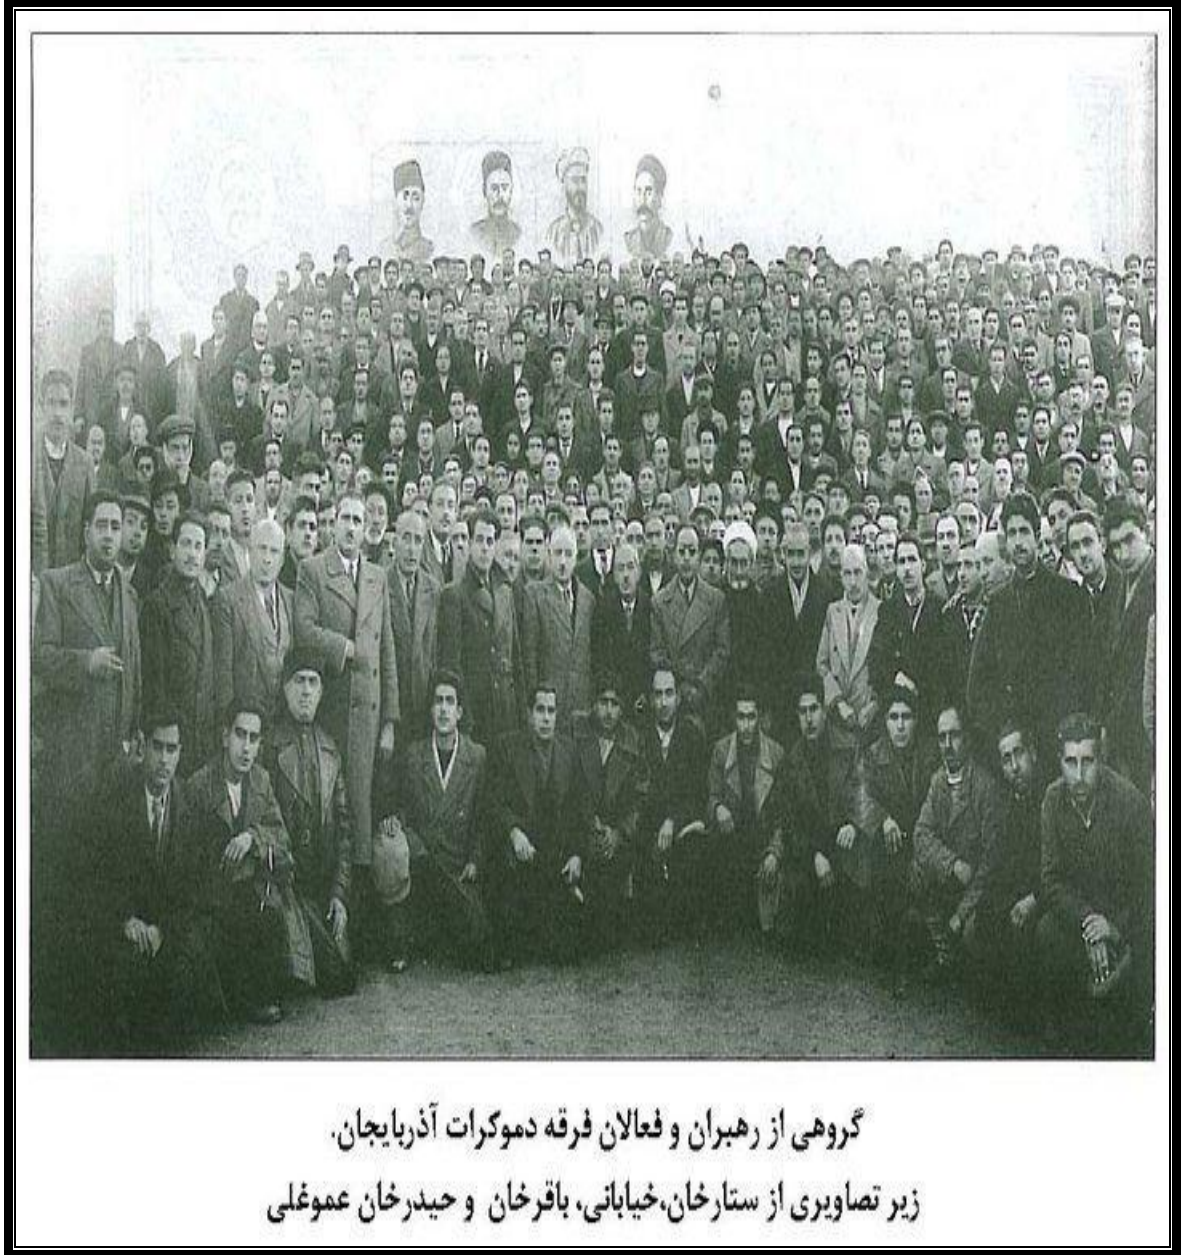 گروهی از رهبران و فعالان فرقه دموکرات آذربایجان.
زیر تصاویری از ستارخان،خیابانی، باقرخان و حیدرخان عموغلی